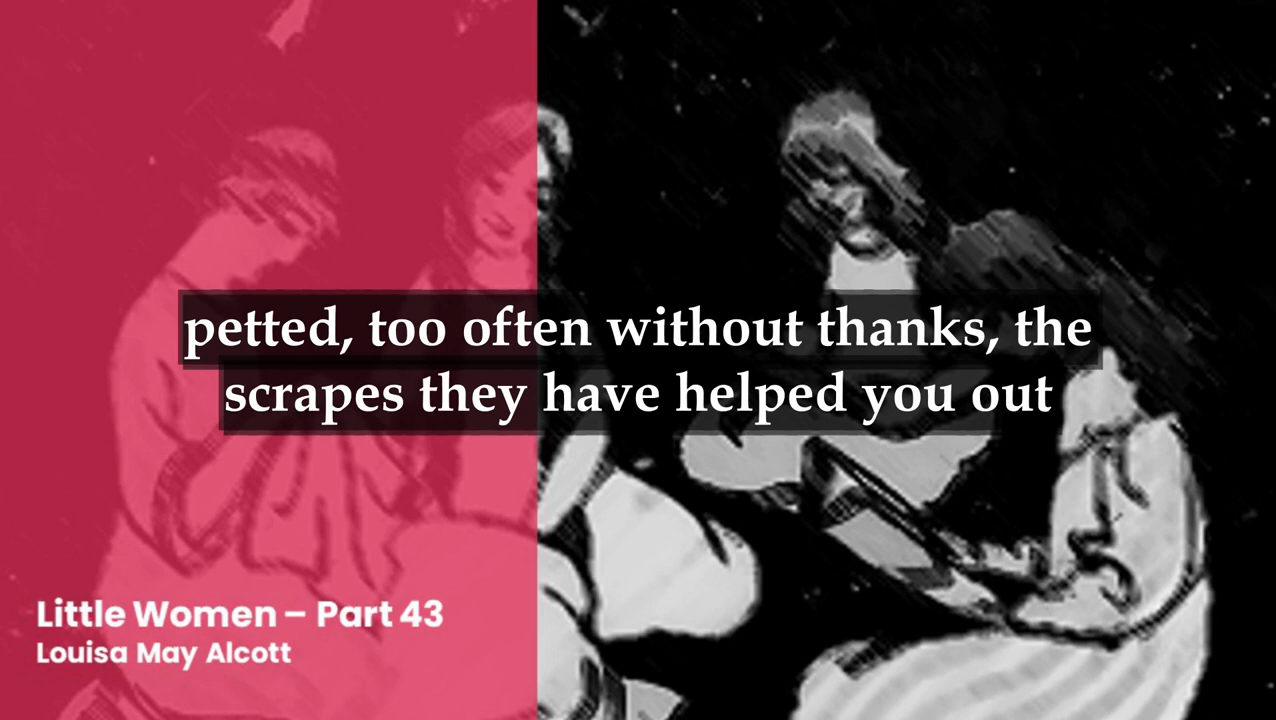 petted, too often without thanks, the
scrapes they have helped you out
Little Women – Part 43
Louisa May Alcott